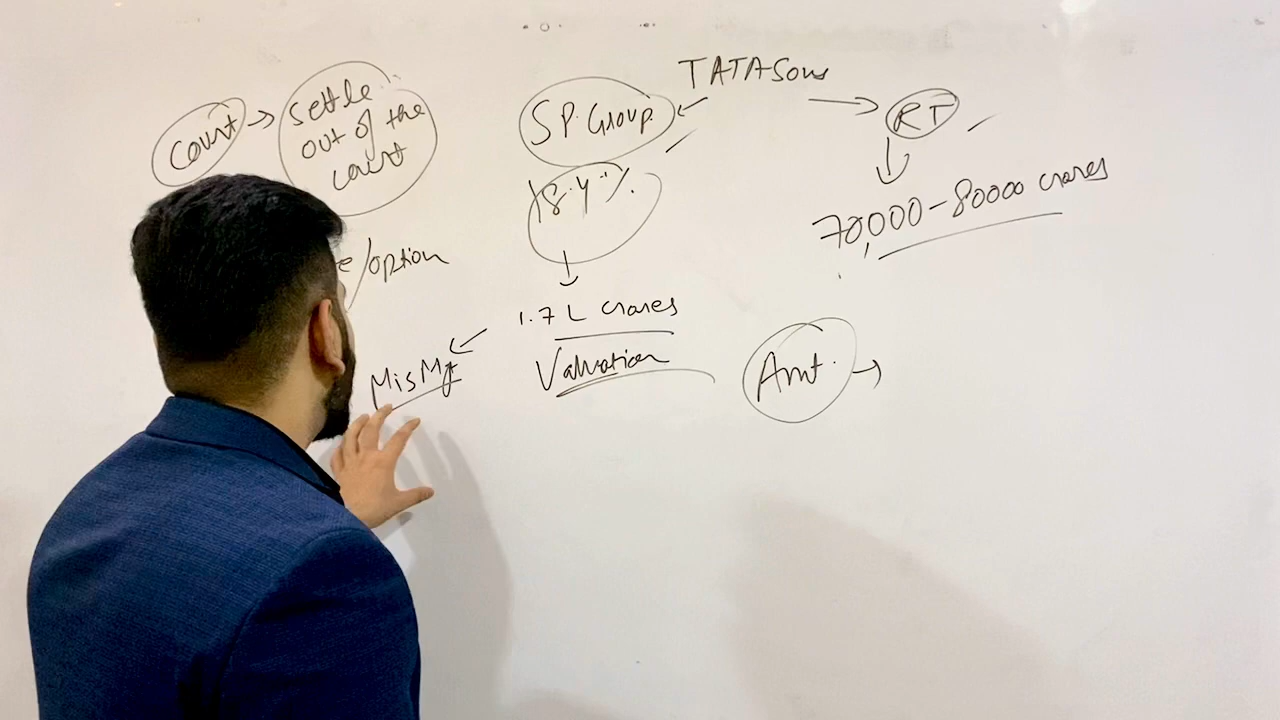 TATA Sons
Court → Settle
out of the
court
SP. Group
RT
18.4%
70,000-80000 crores
/option
1.7 L crores
Valuation
MisMg
Amt. →